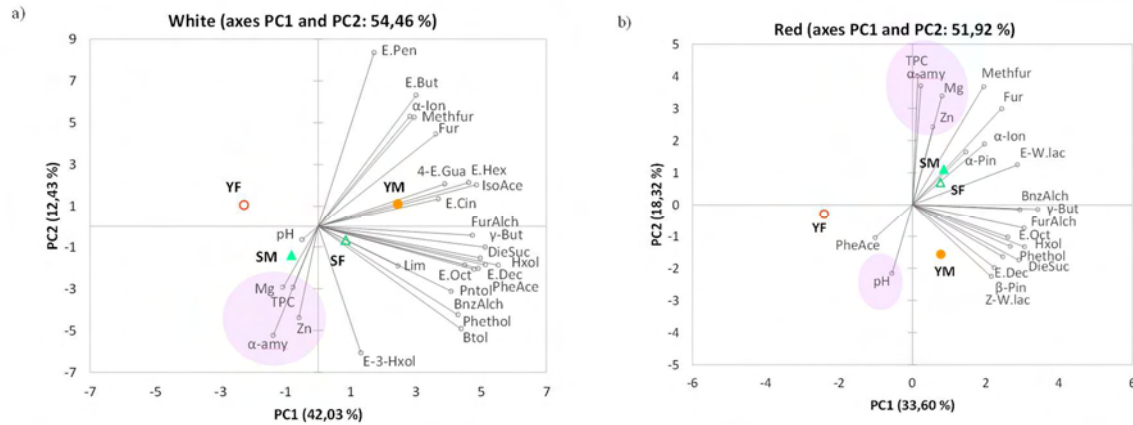 a)
White (axes PC1 and PC2: 54,46 %)
9
7
5
3
1
-1
-3
-5
-7
PC2 (12,43 %)
E.Pen
E.But
α-Ion
Methfur
Fur
4-E.Gua
E.Hex
IsoAce
E.Cin
YF
YM
FurAlch
γ-But
pH
DieSuc
SM
SF
Lim
Hxol
E.Oct
E.Dec
PheAce
Mg
TPC
Pntol
BnzAlch
Zn
Phethol
α-amy
Btol
E-3-Hxol
-7
-5
-3
-1
1
3
5
7
PC1 (42,03 %)
b)
Red (axes PC1 and PC2: 51,92 %)
5
4
3
2
1
0
-1
-2
-3
-4
-5
PC2 (18,32 %)
TPC
α-amy
Mg
Methfur
Fur
Zn
α-Ion
SM
α-Pin
E-W.lac
SF
BnzAlch
YF
γ-But
FurAlch
PheAce
E.Oct
Hxol
YM
Phethol
DieSuc
pH
E.Dec
β-Pin
Z-W.lac
-6
-4
-2
0
2
4
6
PC1 (33,60 %)